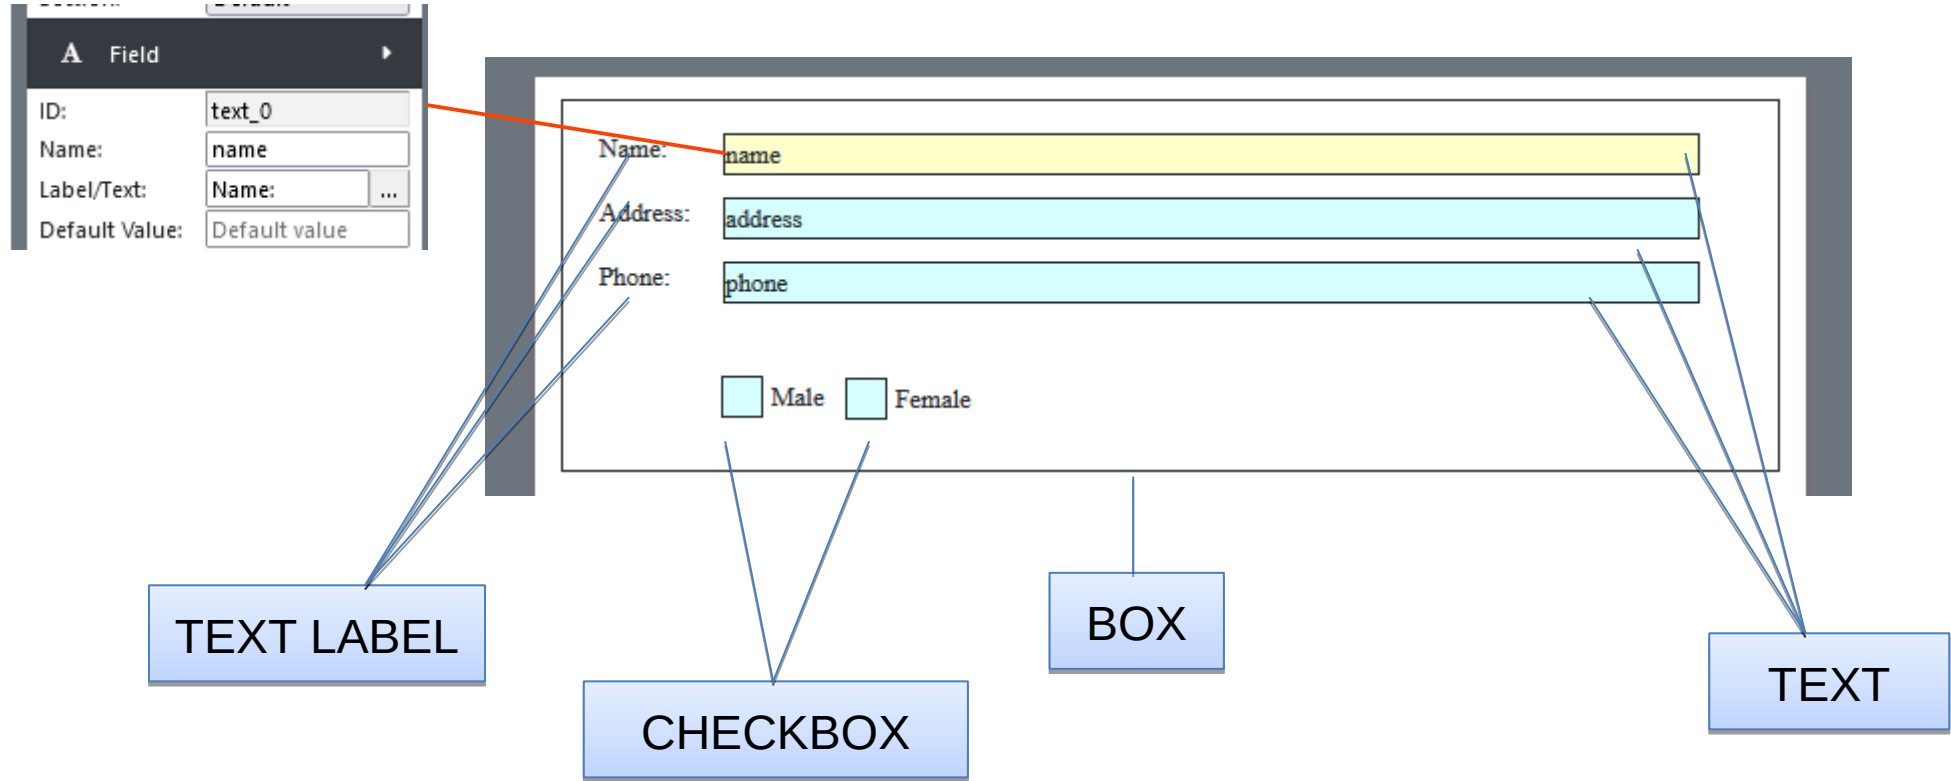 Field
ID: text_0
Name: name
Label/Text: Name: ...
Default Value: Default value
Name: name
Address: address
Phone: phone
Male Female
TEXT LABEL
CHECKBOX
BOX
TEXT